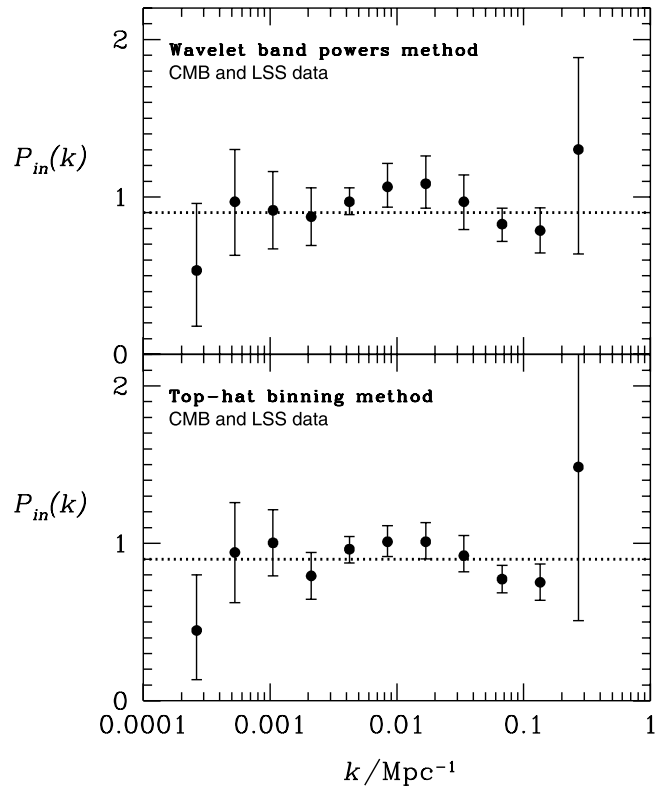 2
Wavelet band powers method
CMB and LSS data
P_in(k)
1
0
2
Top-hat binning method
CMB and LSS data
P_in(k)
1
0
0.0001 0.001 0.01 0.1 1
k/Mpc⁻¹